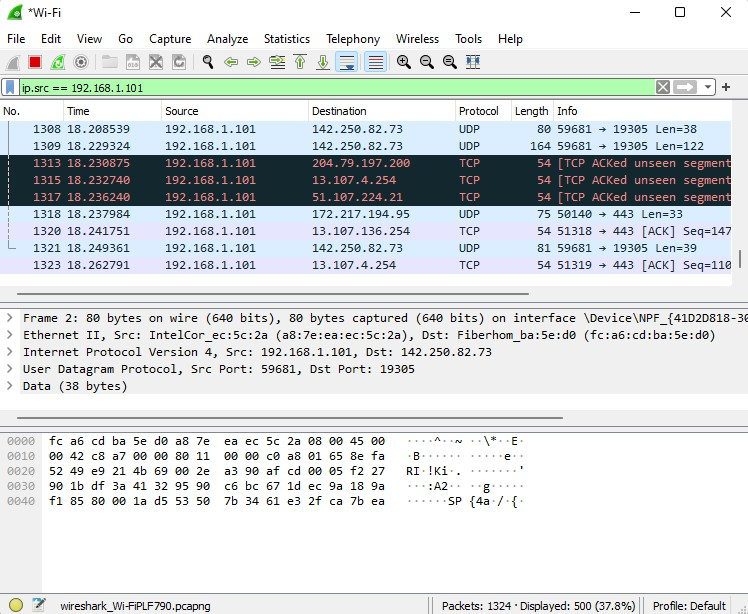 *Wi-Fi
File Edit View Go Capture Analyze Statistics Telephony Wireless Tools Help
ip.src == 192.168.1.101
No. Time Source Destination Protocol Length Info
1308 18.208539 192.168.1.101 142.250.82.73 UDP 80 59681 → 19305 Len=38
1309 18.229324 192.168.1.101 142.250.82.73 UDP 164 59681 → 19305 Len=122
1313 18.230875 192.168.1.101 204.79.197.200 TCP 54 [TCP ACKed unseen segment
1315 18.232740 192.168.1.101 13.107.4.254 TCP 54 [TCP ACKed unseen segment
1317 18.236240 192.168.1.101 51.107.224.21 TCP 54 [TCP ACKed unseen segment
1318 18.237984 192.168.1.101 172.217.194.95 UDP 75 50140 → 443 Len=33
1320 18.241751 192.168.1.101 13.107.136.254 TCP 54 51318 → 443 [ACK] Seq=147
1321 18.249361 192.168.1.101 142.250.82.73 UDP 81 59681 → 19305 Len=39
1323 18.262791 192.168.1.101 13.107.4.254 TCP 54 51319 → 443 [ACK] Seq=110
Frame 2: 80 bytes on wire (640 bits), 80 bytes captured (640 bits) on interface \Device\NPF_{41D2D818-30
Ethernet II, Src: IntelCor_ec:5c:2a (a8:7e:ea:ec:5c:2a), Dst: Fiberhom_ba:5e:d0 (fc:a6:cd:ba:5e:d0)
Internet Protocol Version 4, Src: 192.168.1.101, Dst: 142.250.82.73
User Datagram Protocol, Src Port: 59681, Dst Port: 19305
Data (38 bytes)
0000 fc a6 cd ba 5e d0 a8 7e ea ec 5c 2a 08 00 45 00 ····^··~ ··\*··E·
0010 00 42 c8 a7 00 00 80 11 00 00 c0 a8 01 65 8e fa ·B······ ·····e··
0020 52 49 e9 21 4b 69 00 2e a3 90 af cd 00 05 f2 27 RI·!Ki·. ·······'
0030 90 1b df 3a 41 32 95 90 c6 bc 67 1d ec 9a 18 9a ···:A2·· ··g·····
0040 f1 85 80 00 1a d5 53 50 7b 34 61 e3 2f ca 7b ea ······SP {4a·/·{·
wireshark_Wi-FiPLF790.pcapng Packets: 1324 · Displayed: 500 (37.8%) Profile: Default